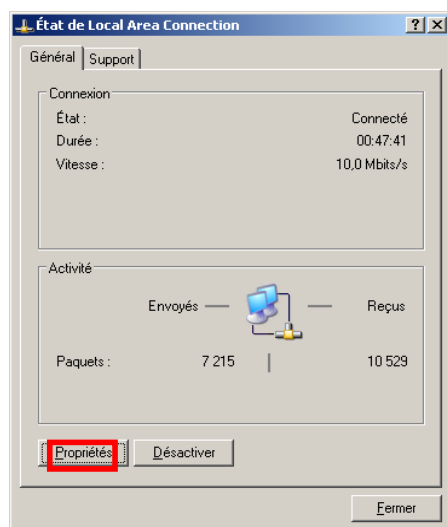 État de Local Area Connection
Général Support
Connexion
État : Connecté
Durée : 00:47:41
Vitesse : 10,0 Mbits/s
Activité
Envoyés Reçus
Paquets : 7 215 10 529
Propriétés Désactiver
Fermer